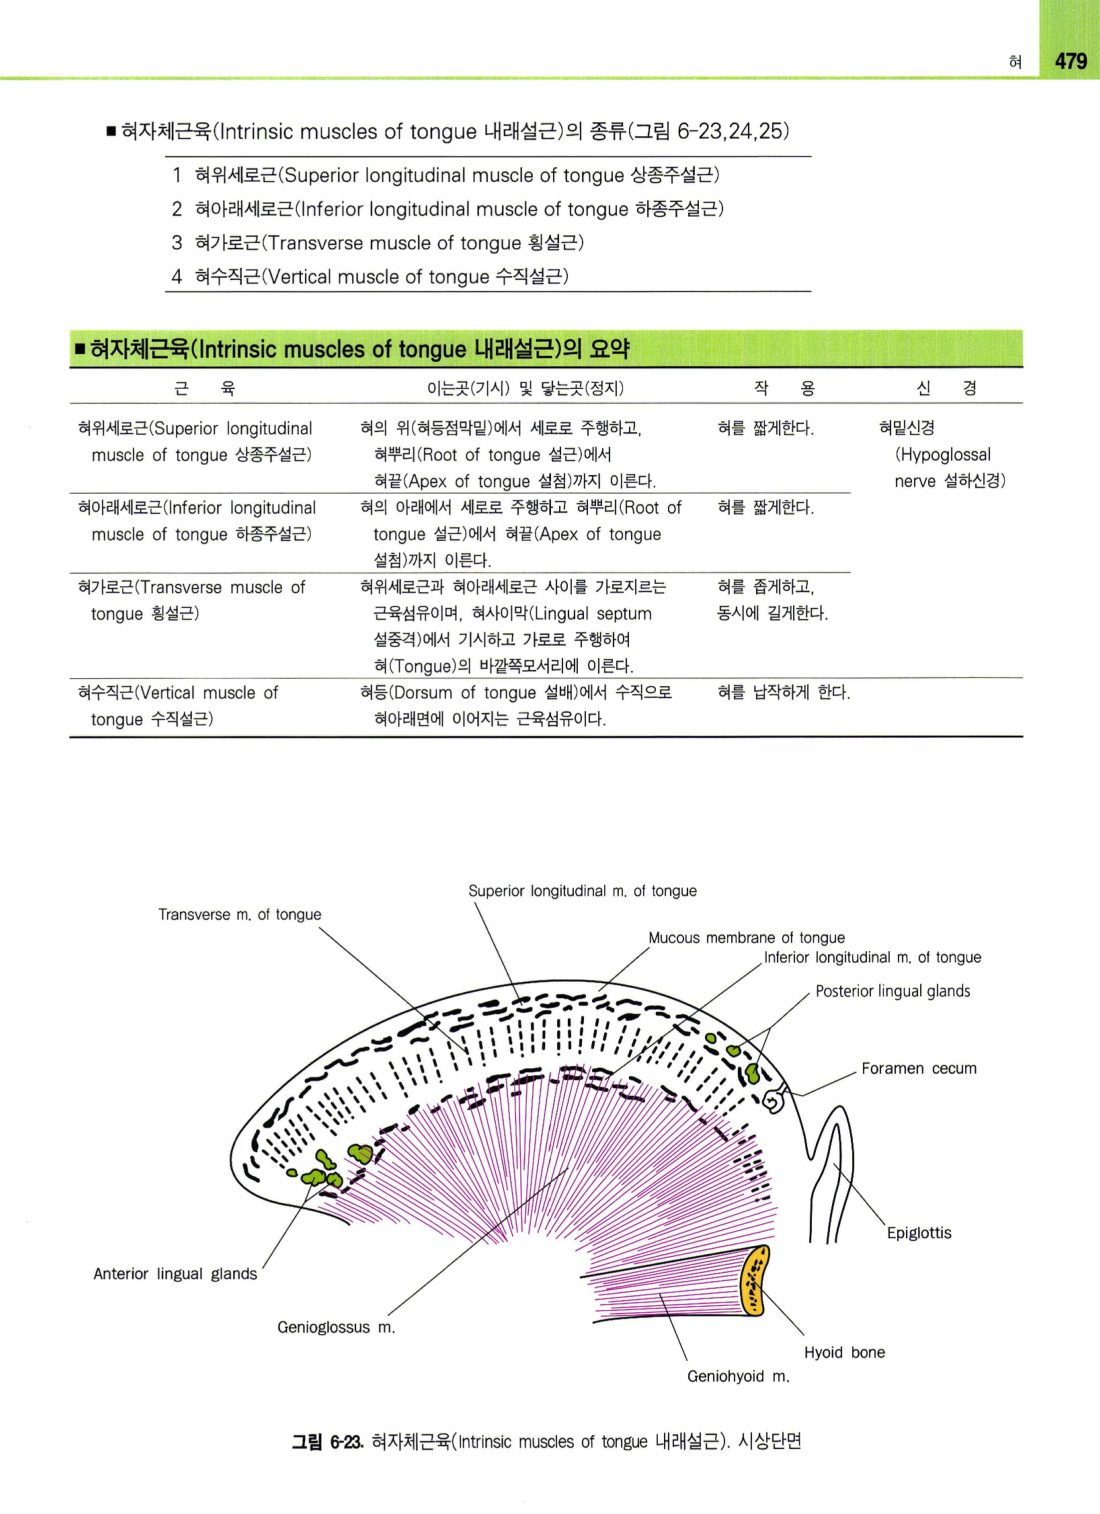 혀 479
■ 혀자체근육(Intrinsic muscles of tongue 내래설근)의 종류(그림 6-23,24,25)
1 혀위세로근(Superior longitudinal muscle of tongue 상종주설근)
2 혀아래세로근(Inferior longitudinal muscle of tongue 하종주설근)
3 혀가로근(Transverse muscle of tongue 횡설근)
4 혀수직근(Vertical muscle of tongue 수직설근)
■ 혀자체근육(Intrinsic muscles of tongue 내래설근)의 요약
근 육 이는곳(기시) 및 닿는곳(정지) 작 용 신 경
혀위세로근(Superior longitudinal
muscle of tongue 상종주설근)
혀의 위(혀등점막밑)에서 세로로 주행하고,
혀뿌리(Root of tongue 설근)에서
혀끝(Apex of tongue 설첨)까지 이른다.
혀를 짧게한다.
혀밑신경
(Hypoglossal
nerve 설하신경)
혀아래세로근(Inferior longitudinal
muscle of tongue 하종주설근)
혀의 아래에서 세로로 주행하고 혀뿌리(Root of
tongue 설근)에서 혀끝(Apex of tongue
설첨)까지 이른다.
혀를 짧게한다.
혀가로근(Transverse muscle of
tongue 횡설근)
혀위세로근과 혀아래세로근 사이를 가로지르는
근육섬유이며, 혀사이막(Lingual septum
설중격)에서 기시하고 가로로 주행하여
혀(Tongue)의 바깥쪽모서리에 이른다.
혀를 좁게하고,
동시에 길게한다.
혀수직근(Vertical muscle of
tongue 수직설근)
혀등(Dorsum of tongue 설배)에서 수직으로
혀아래면에 이어지는 근육섬유이다.
혀를 납작하게 한다.
Superior longitudinal m. of tongue
Transverse m. of tongue
Mucous membrane of tongue
Inferior longitudinal m. of tongue
Posterior lingual glands
Foramen cecum
Epiglottis
Anterior lingual glands
Genioglossus m.
Hyoid bone
Geniohyoid m.
그림 6-23. 혀자체근육(Intrinsic muscles of tongue 내래설근). 시상단면